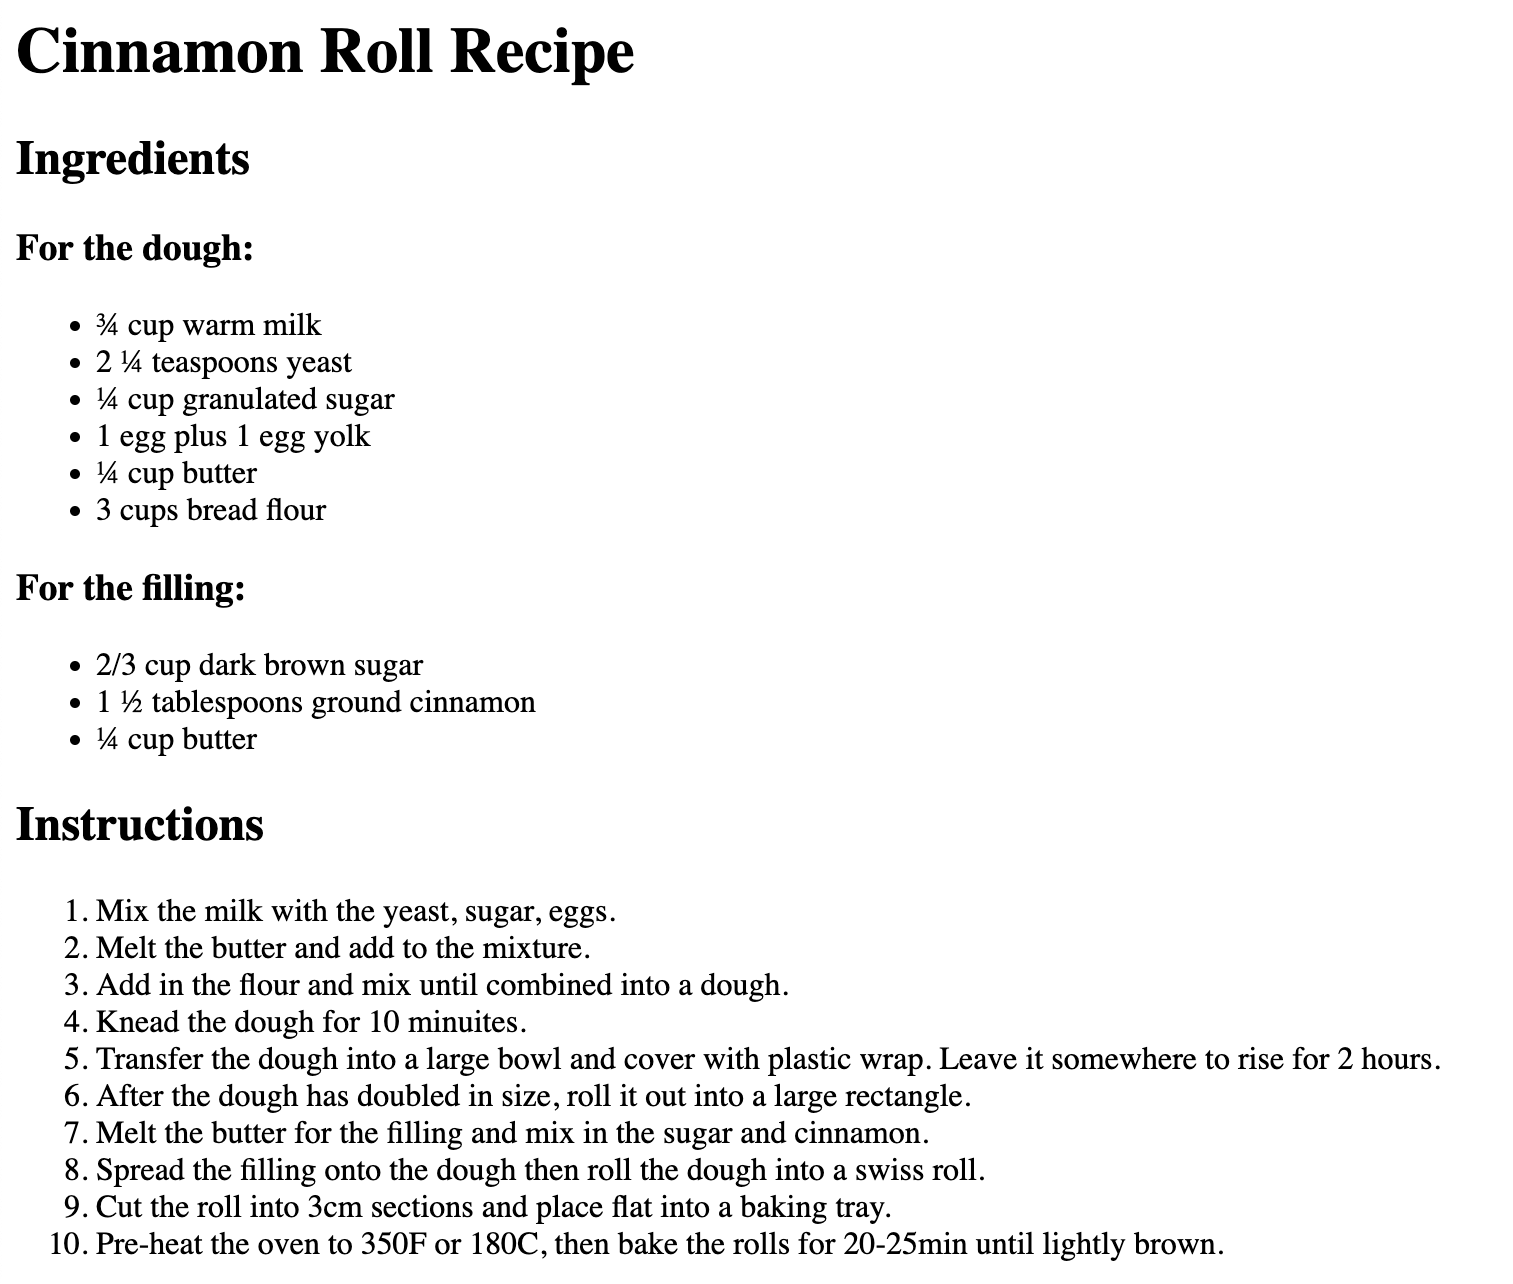 Cinnamon Roll Recipe
Ingredients
For the dough:
• ¾ cup warm milk
• 2 ¼ teaspoons yeast
• ¼ cup granulated sugar
• 1 egg plus 1 egg yolk
• ¼ cup butter
• 3 cups bread flour
For the filling:
• 2/3 cup dark brown sugar
• 1 ½ tablespoons ground cinnamon
• ¼ cup butter
Instructions
1. Mix the milk with the yeast, sugar, eggs.
2. Melt the butter and add to the mixture.
3. Add in the flour and mix until combined into a dough.
4. Knead the dough for 10 minuites.
5. Transfer the dough into a large bowl and cover with plastic wrap. Leave it somewhere to rise for 2 hours.
6. After the dough has doubled in size, roll it out into a large rectangle.
7. Melt the butter for the filling and mix in the sugar and cinnamon.
8. Spread the filling onto the dough then roll the dough into a swiss roll.
9. Cut the roll into 3cm sections and place flat into a baking tray.
10. Pre-heat the oven to 350F or 180C, then bake the rolls for 20-25min until lightly brown.